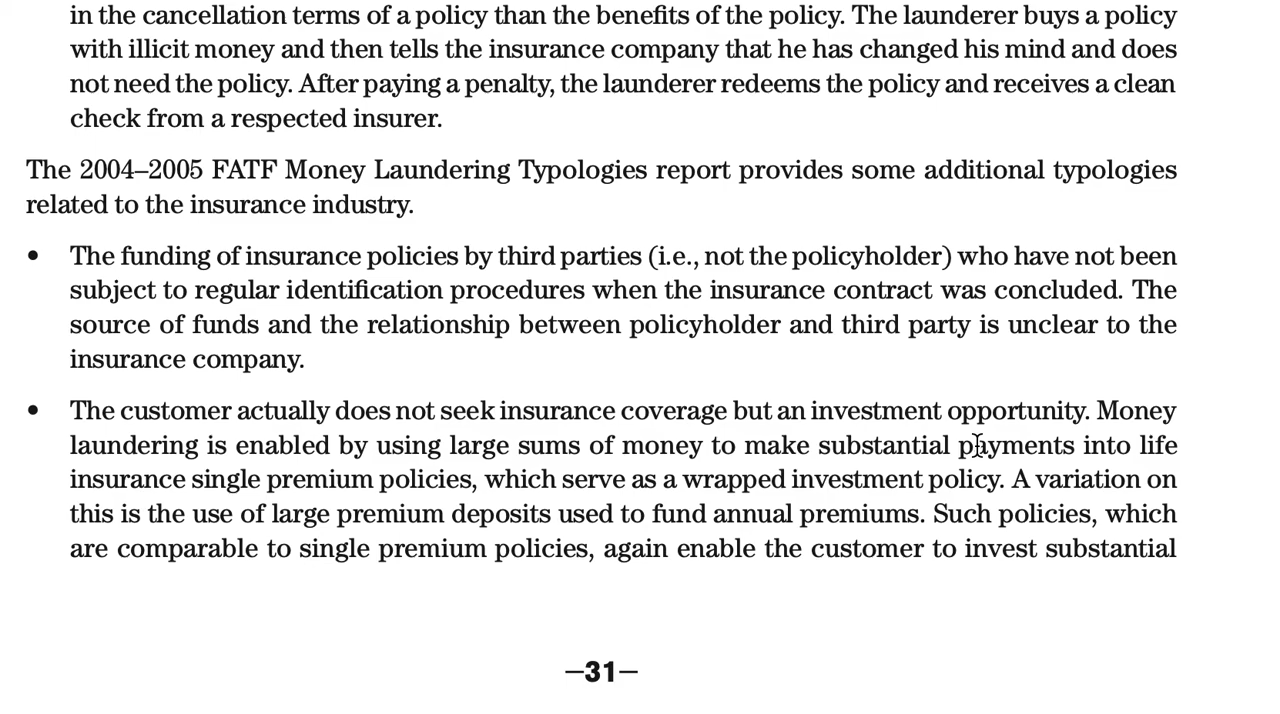 in the cancellation terms of a policy than the benefits of the policy. The launderer buys a policy
with illicit money and then tells the insurance company that he has changed his mind and does
not need the policy. After paying a penalty, the launderer redeems the policy and receives a clean
check from a respected insurer.
The 2004–2005 FATF Money Laundering Typologies report provides some additional typologies
related to the insurance industry.
• The funding of insurance policies by third parties (i.e., not the policyholder) who have not been
subject to regular identification procedures when the insurance contract was concluded. The
source of funds and the relationship between policyholder and third party is unclear to the
insurance company.
• The customer actually does not seek insurance coverage but an investment opportunity. Money
laundering is enabled by using large sums of money to make substantial payments into life
insurance single premium policies, which serve as a wrapped investment policy. A variation on
this is the use of large premium deposits used to fund annual premiums. Such policies, which
are comparable to single premium policies, again enable the customer to invest substantial
—31—